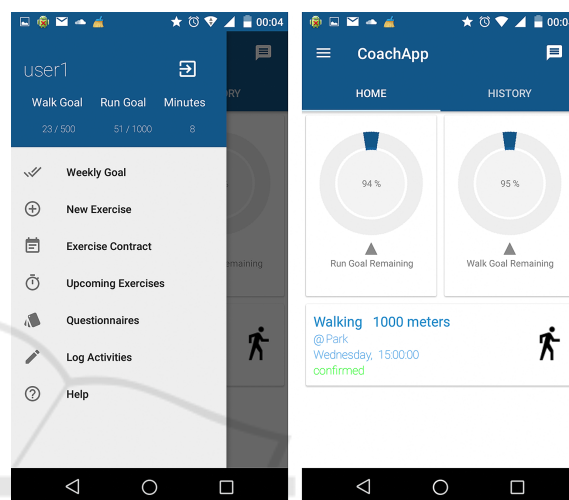 00:04
user1
Walk Goal Run Goal Minutes
23 / 500 51 / 1000 8
RY
Weekly Goal
New Exercise
Exercise Contract
Upcoming Exercises
Questionnaires
Log Activities
Help
emaining
00:0
CoachApp
HOME HISTORY
94 % 95 %
Run Goal Remaining Walk Goal Remaining
Walking 1000 meters
@ Park
Wednesday, 15:00:00
confirmed